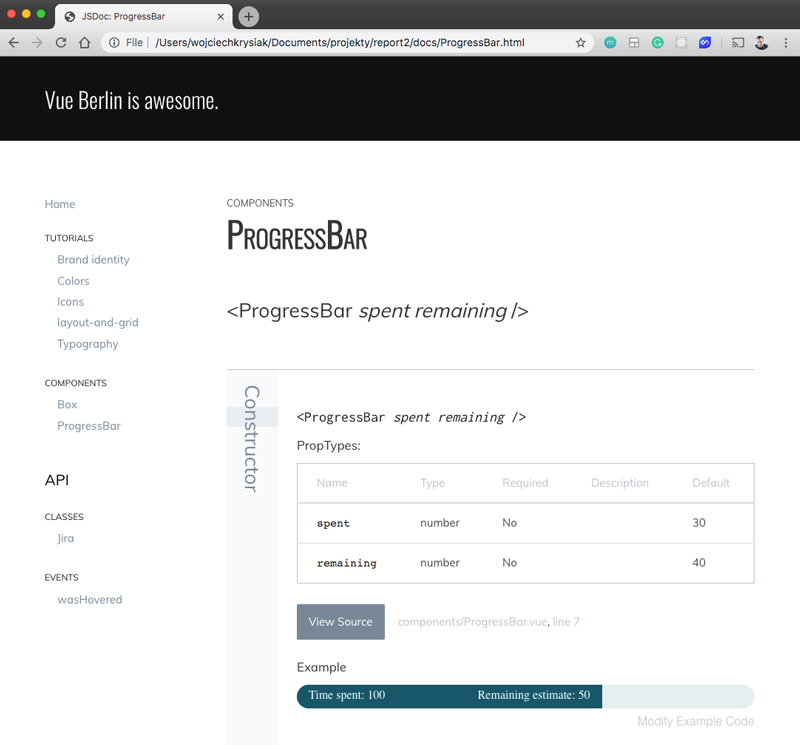 JSDoc: ProgressBar
File
/Users/wojciechkrysiak/Documents/projekty/report2/docs/ProgressBar.html
Vue Berlin is awesome.
Home
TUTORIALS
Brand identity
Colors
Icons
layout-and-grid
Typography
COMPONENTS
Box
ProgressBar
API
CLASSES
Jira
EVENTS
wasHovered
COMPONENTS
ProgressBar
<ProgressBar spent remaining />
Constructor
<ProgressBar spent remaining />
PropTypes:
Name Type Required Description Default
spent number No 30
remaining number No 40
View Source components/ProgressBar.vue, line 7
Example
Time spent: 100 Remaining estimate: 50
Modify Example Code